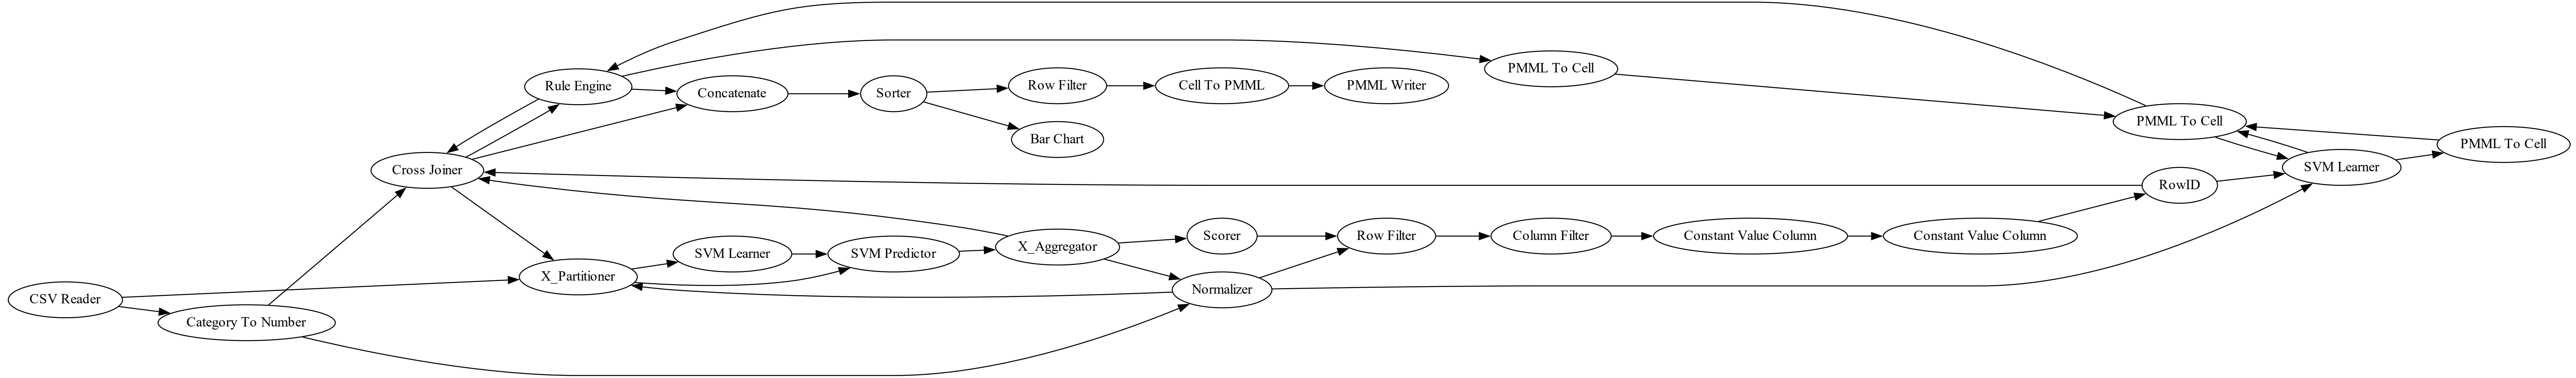 CSV Reader
Category To Number
Cross Joiner
Rule Engine
X_Partitioner
Concatenate
SVM Learner
Sorter
SVM Predictor
Row Filter
Bar Chart
X_Aggregator
Cell To PMML
Scorer
Normalizer
PMML Writer
Row Filter
PMML To Cell
Column Filter
Constant Value Column
Constant Value Column
PMML To Cell
RowID
SVM Learner
PMML To Cell